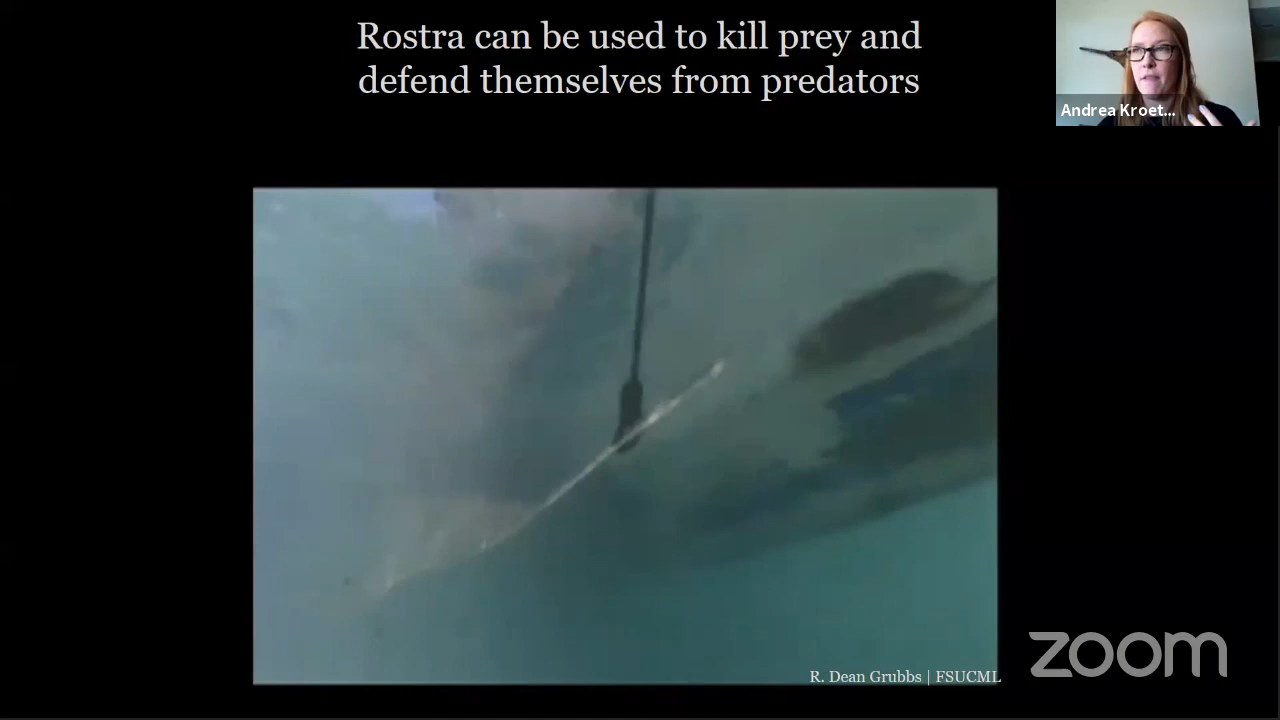 Rostra can be used to kill prey and
defend themselves from predators
Andrea Kroet...
R. Dean Grubbs | FSUCML
zoom